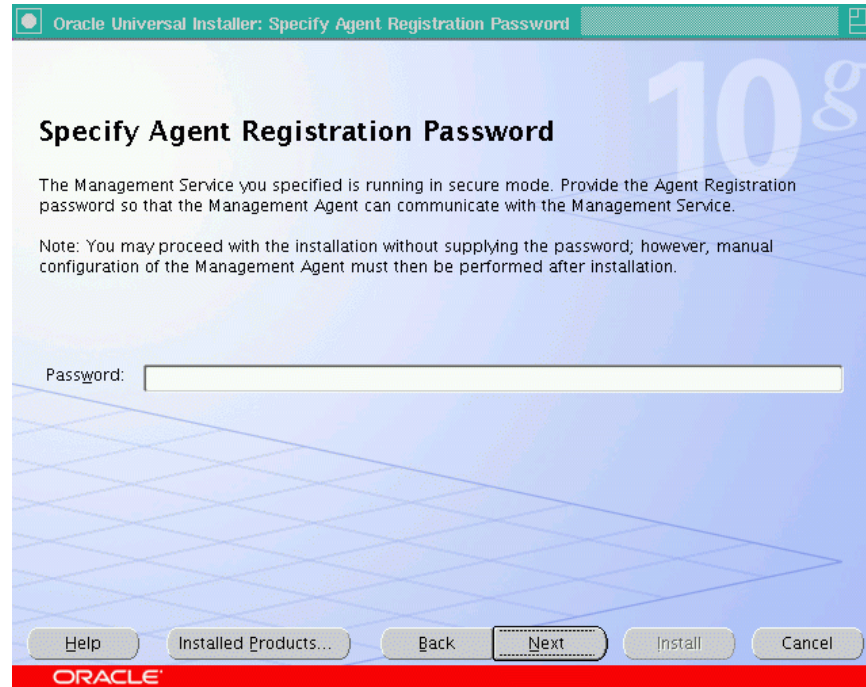 Oracle Universal Installer: Specify Agent Registration Password
10g
Specify Agent Registration Password
The Management Service you specified is running in secure mode. Provide the Agent Registration
password so that the Management Agent can communicate with the Management Service.
Note: You may proceed with the installation without supplying the password; however, manual
configuration of the Management Agent must then be performed after installation.
Password:
Help Installed Products... Back Next Install Cancel
ORACLE